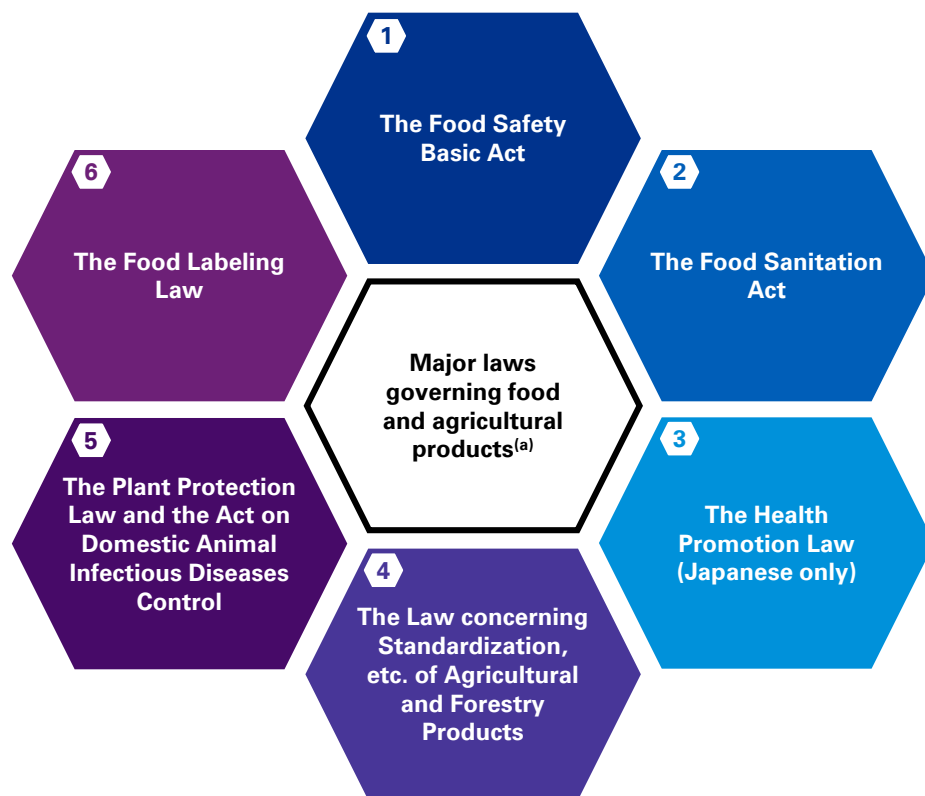 1
The Food Safety
Basic Act
2
The Food Sanitation
Act
3
The Health
Promotion Law
(Japanese only)
4
The Law concerning
Standardization,
etc. of Agricultural
and Forestry
Products
5
The Plant Protection
Law and the Act on
Domestic Animal
Infectious Diseases
Control
6
The Food Labeling
Law
Major laws
governing food
and agricultural
products(a)